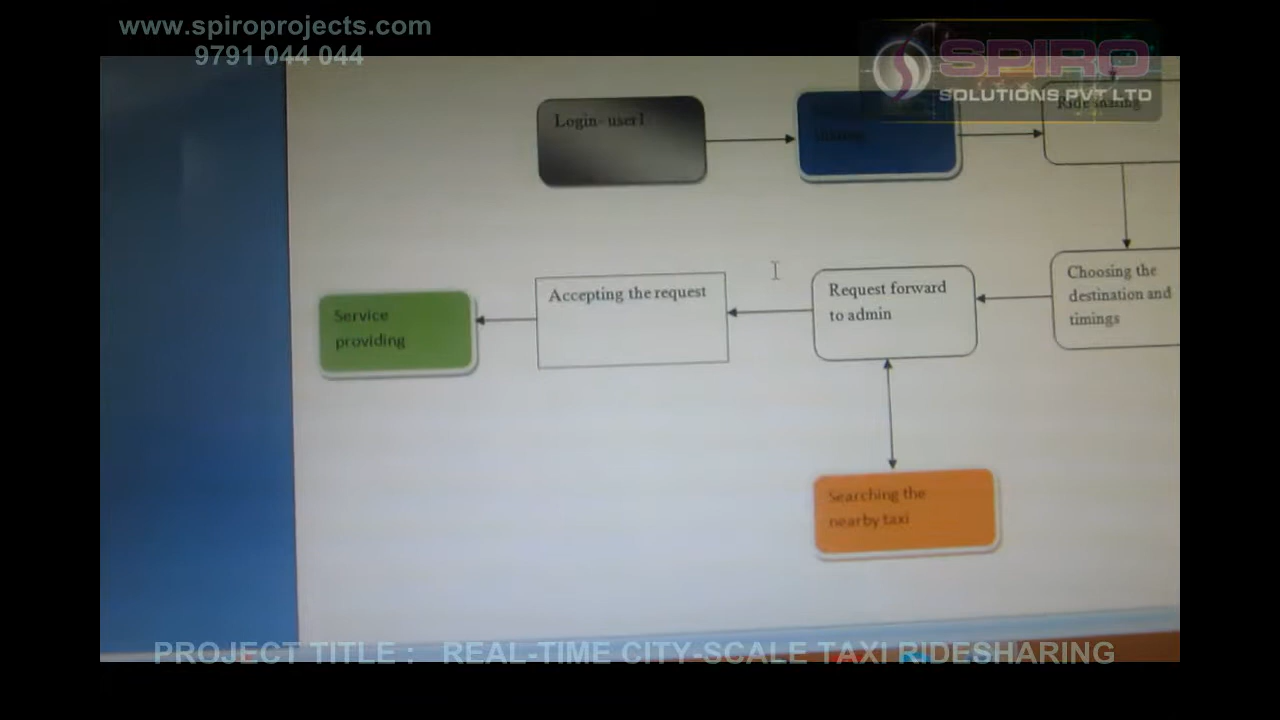 www.spiroprojects.com
9791 044 044
SPIRO
SOLUTIONS PVT LTD
Login- user1
Ride sharing
Service
providing
Accepting the request
Request forward
to admin
Choosing the
destination and
timings
Searching the
nearby taxi
PROJECT TITLE : REAL-TIME CITY-SCALE TAXI RIDESHARING